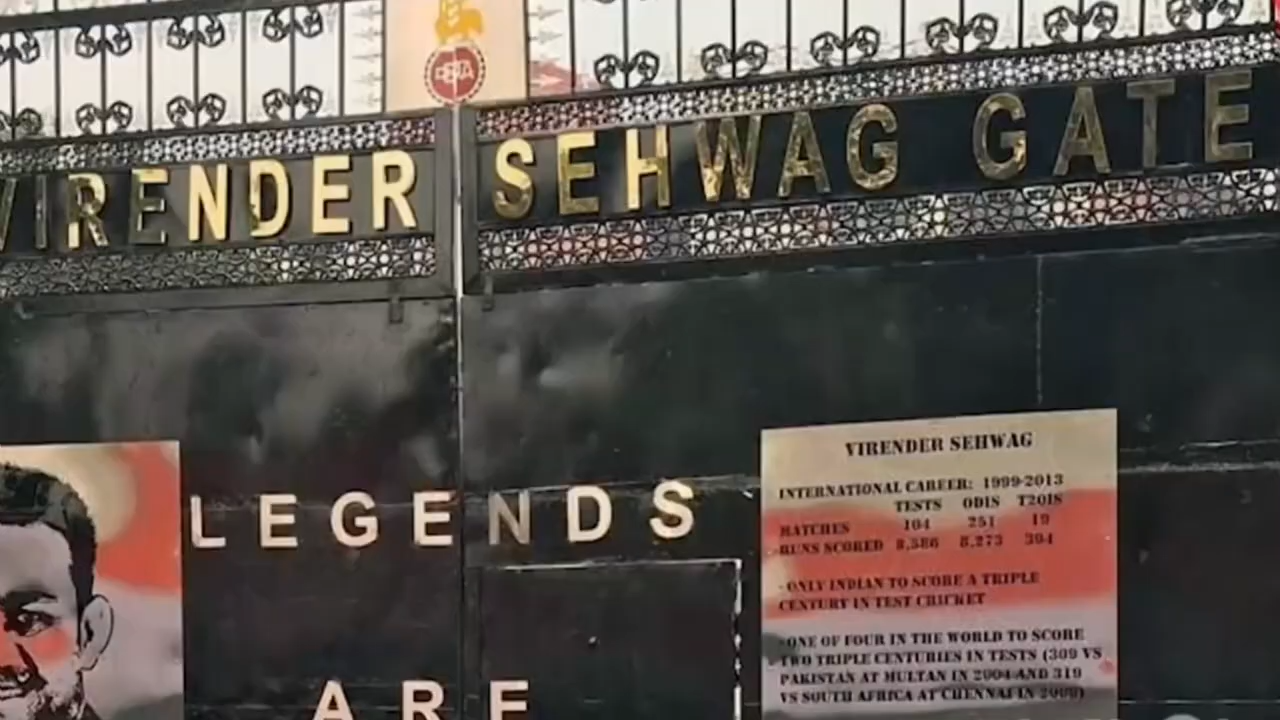 DDCA
VIRENDER SEHWAG GATE
LEGENDS
ARE
VIRENDER SEHWAG
INTERNATIONAL CAREER: 1999-2013
TESTS ODIS T20IS
MATCHES 104 251 19
RUNS SCORED 8,586 8,273 394
- ONLY INDIAN TO SCORE A TRIPLE
CENTURY IN TEST CRICKET
- ONE OF FOUR IN THE WORLD TO SCORE
TWO TRIPLE CENTURIES IN TESTS (309 VS
PAKISTAN AT MULTAN IN 2004 AND 319
VS SOUTH AFRICA AT CHENNAI IN 2008)